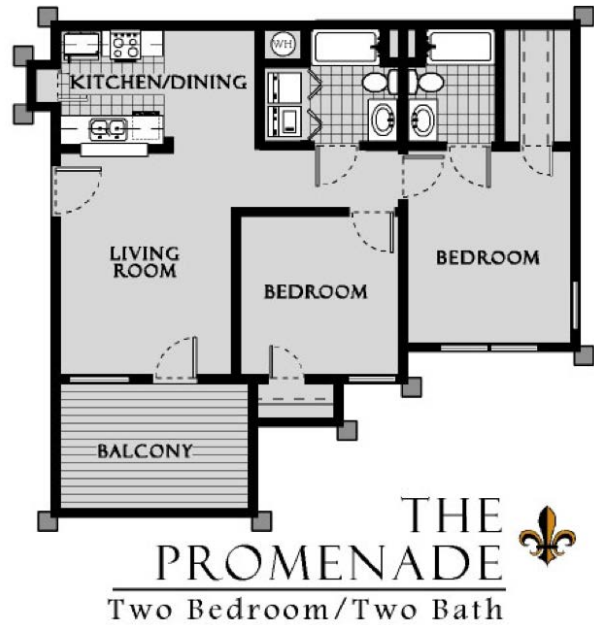 WH
KITCHEN/DINING
LIVING
ROOM
BEDROOM
BEDROOM
BALCONY
THE
PROMENADE
Two Bedroom/Two Bath